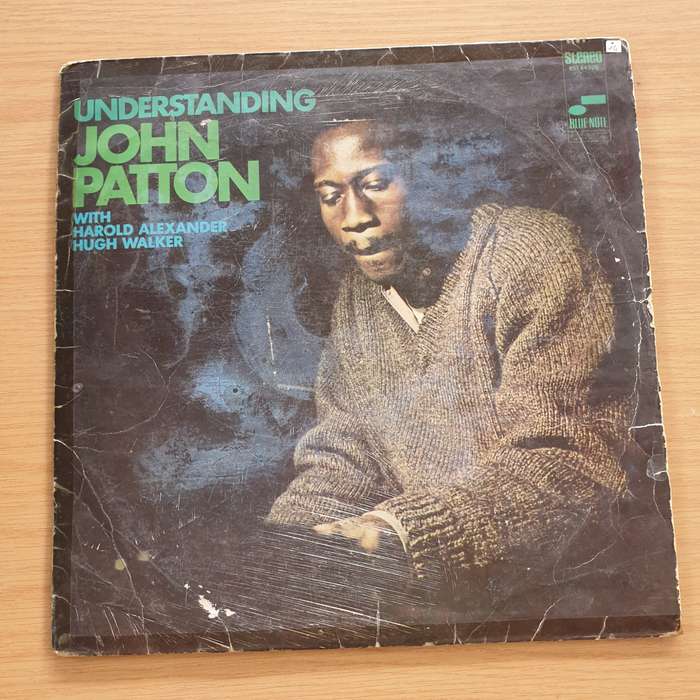 UNDERSTANDING
JOHN
PATTON
WITH
HAROLD ALEXANDER
HUGH WALKER
STEREO
BLUE NOTE